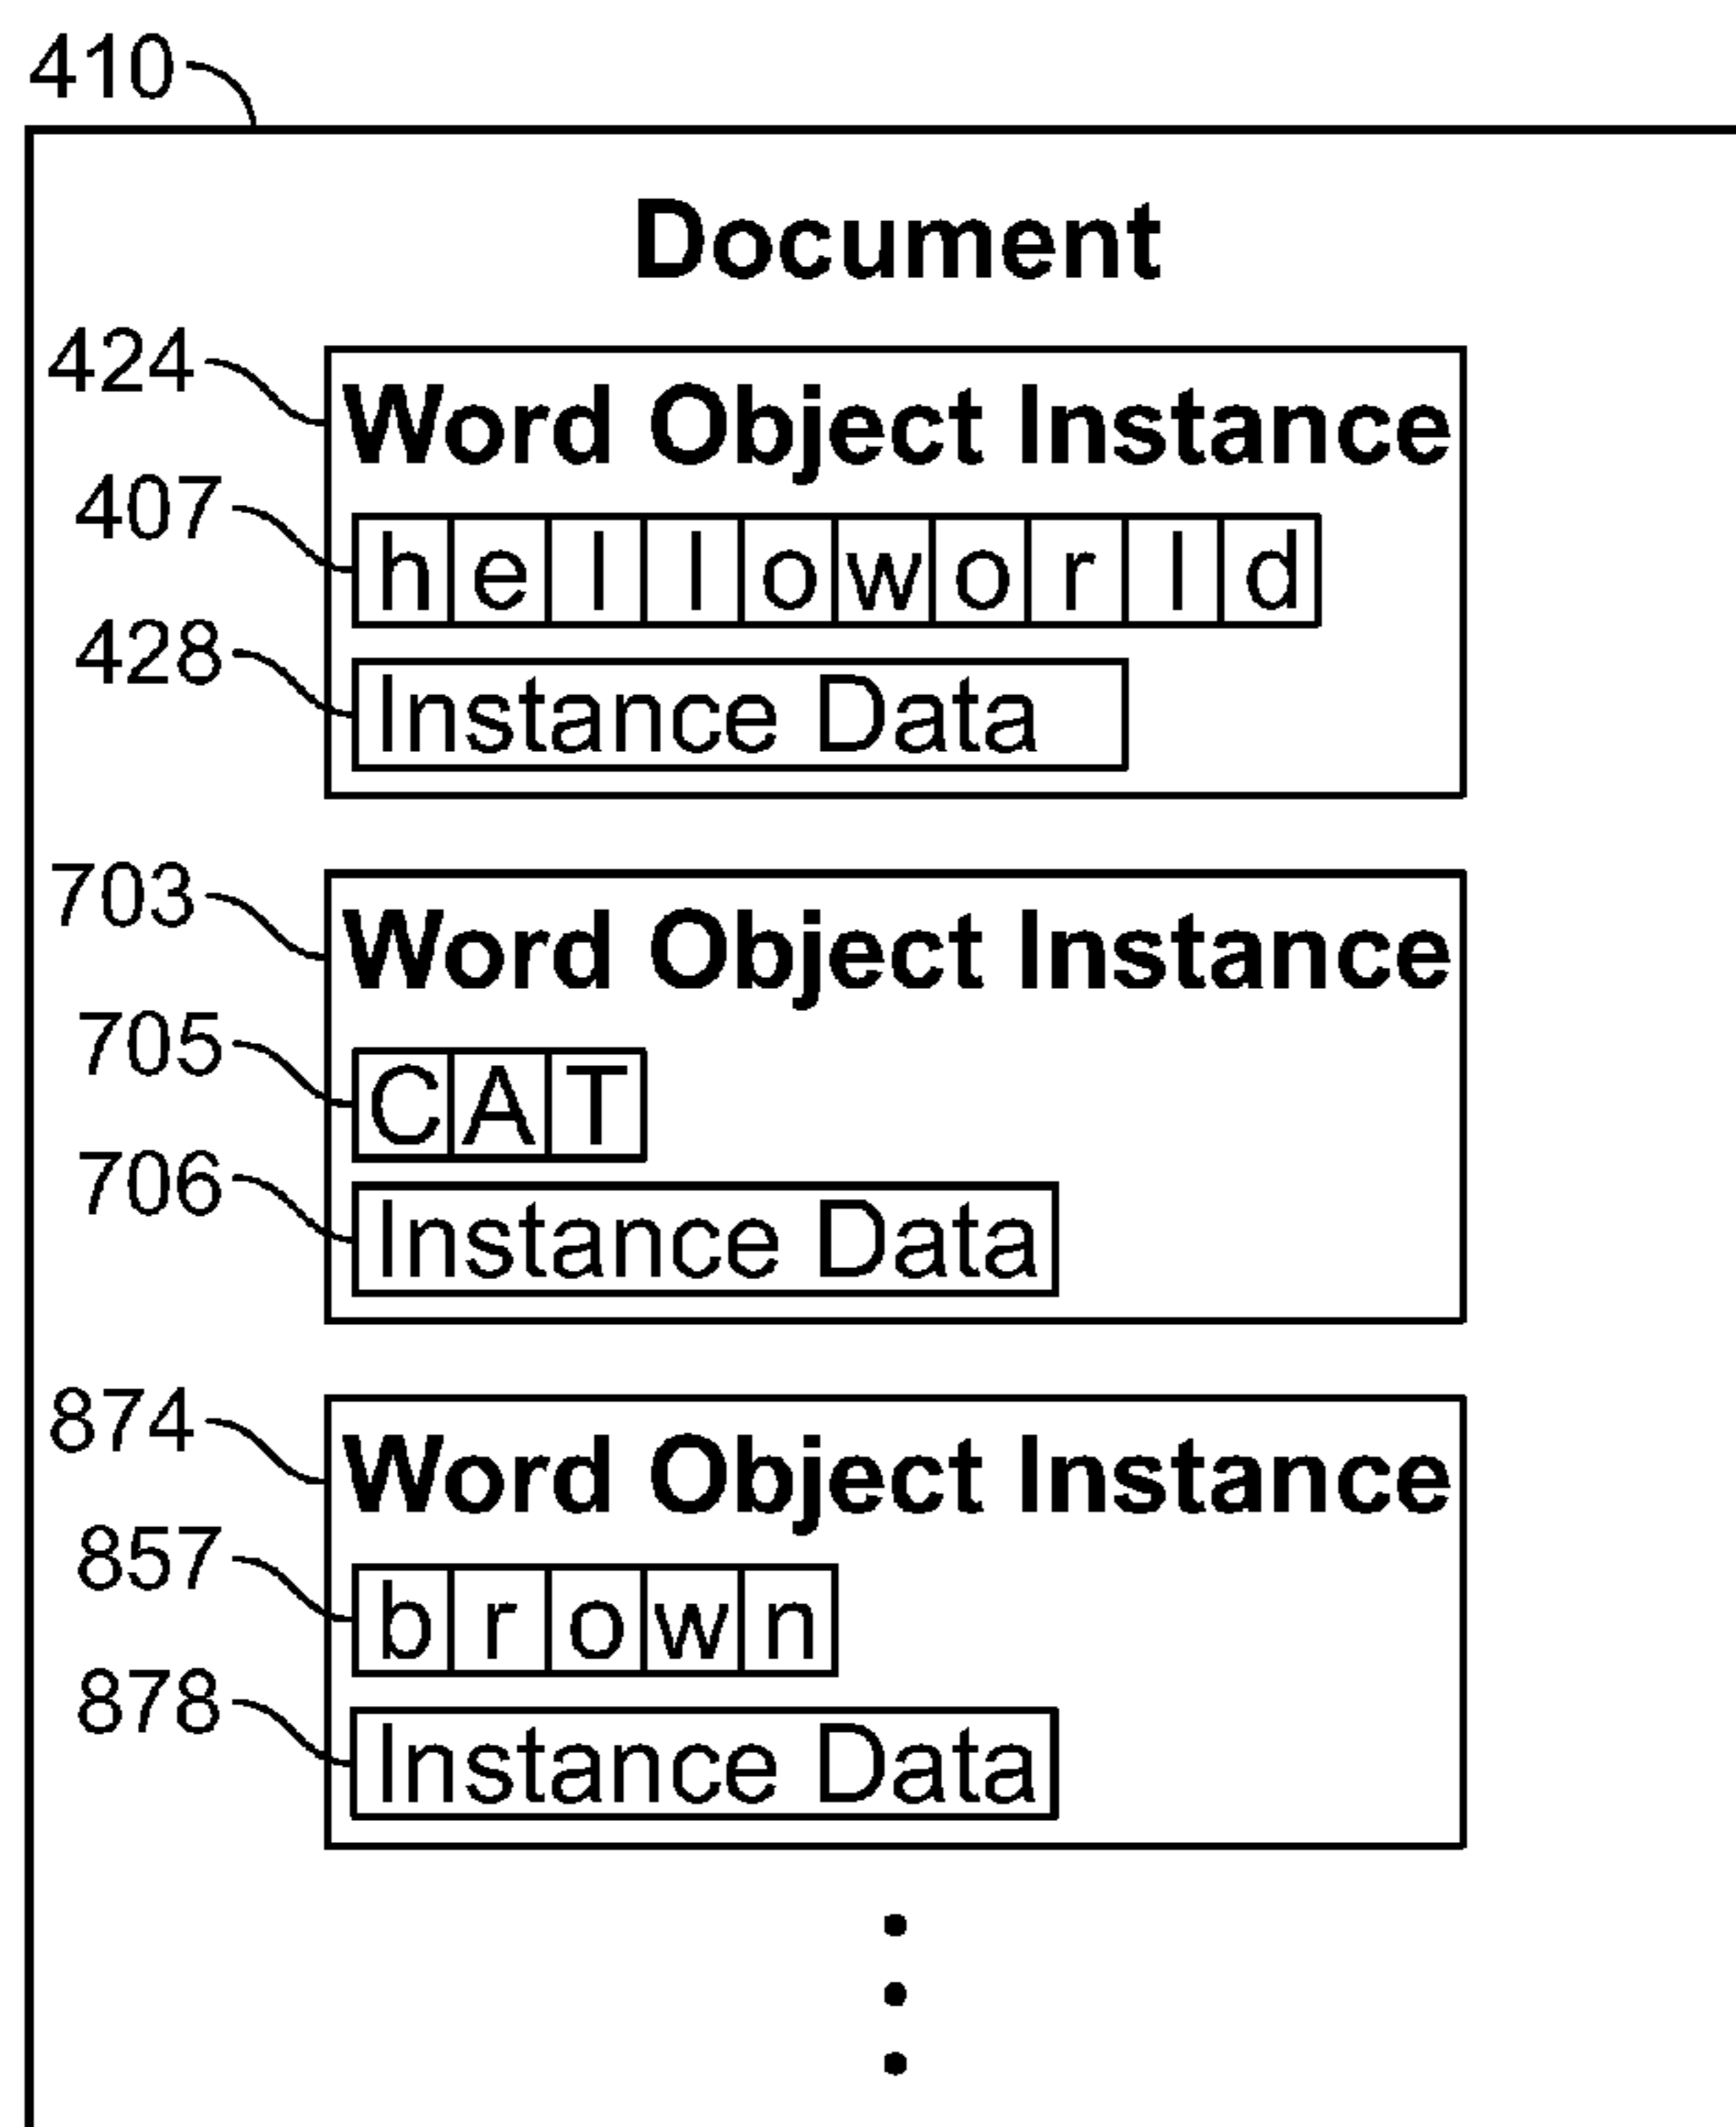 410
Document
424
Word Object Instance
407
h e l l o w o r l d
428
Instance Data
703
Word Object Instance
705
C A T
706
Instance Data
874
Word Object Instance
857
b r o w n
878
Instance Data